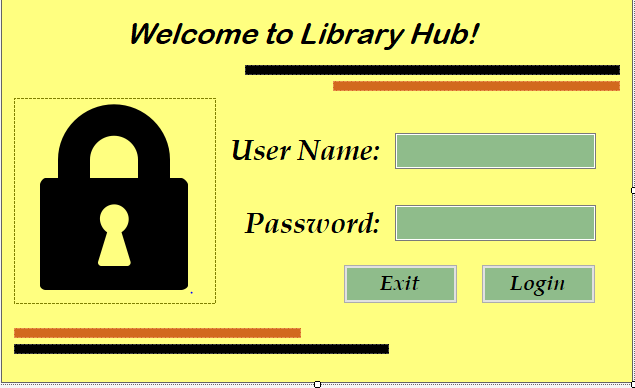 Welcome to Library Hub!
User Name:
Password:
Exit Login